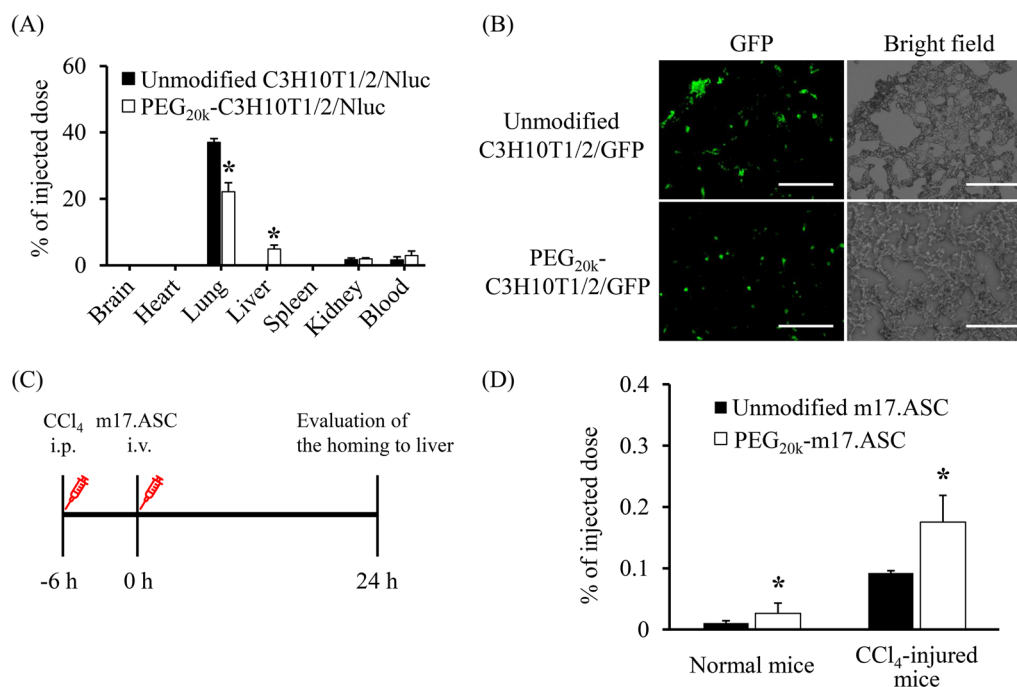 (A)
% of injected dose
60
40
20
0
Unmodified C3H10T1/2/Nluc
PEG20k-C3H10T1/2/Nluc
*
*
Brain
Heart
Lung
Liver
Spleen
Kidney
Blood
(B)
GFP
Bright field
Unmodified
C3H10T1/2/GFP
PEG20k-
C3H10T1/2/GFP
(C)
CCl4
i.p.
m17.ASC
i.v.
Evaluation of
the homing to liver
-6 h
0 h
24 h
(D)
% of injected dose
0.4
0.3
0.2
0.1
0
Unmodified m17.ASC
PEG20k-m17.ASC
*
*
Normal mice
CCl4-injured
mice